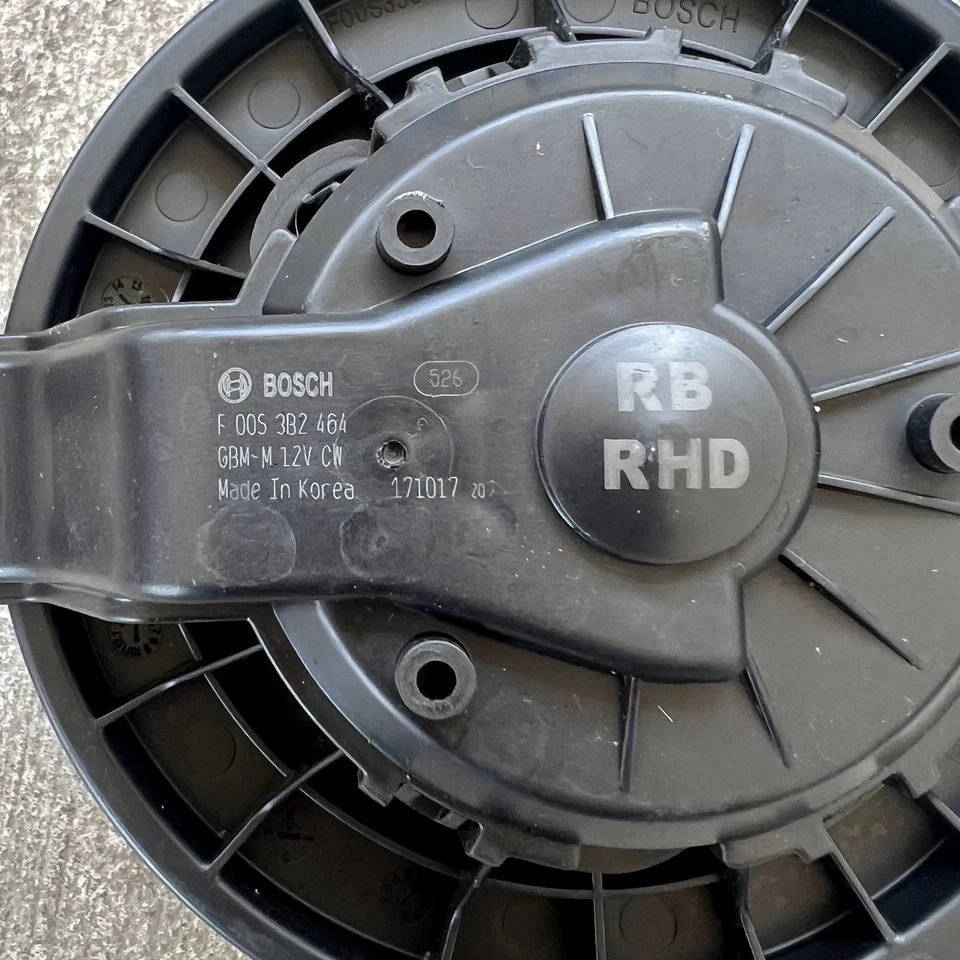 BOSCH
BOSCH
526
F 00S 3B2 464
GBM-M 12V CW
Made In Korea 171017
RB
RHD